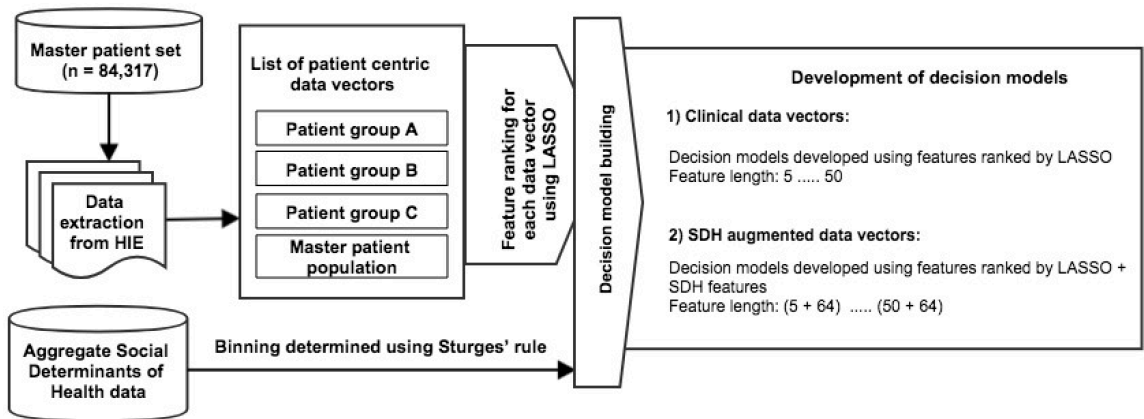 Master patient set
(n = 84,317)
Data
extraction
from HIE
List of patient centric
data vectors
Patient group A
Patient group B
Patient group C
Master patient
population
Feature ranking for
each data vector
using LASSO
Decision model building
Development of decision models
1) Clinical data vectors:
Decision models developed using features ranked by LASSO
Feature length: 5 ..... 50
2) SDH augmented data vectors:
Decision models developed using features ranked by LASSO +
SDH features
Feature length: (5 + 64) ..... (50 + 64)
Aggregate Social
Determinants of
Health data
Binning determined using Sturges’ rule